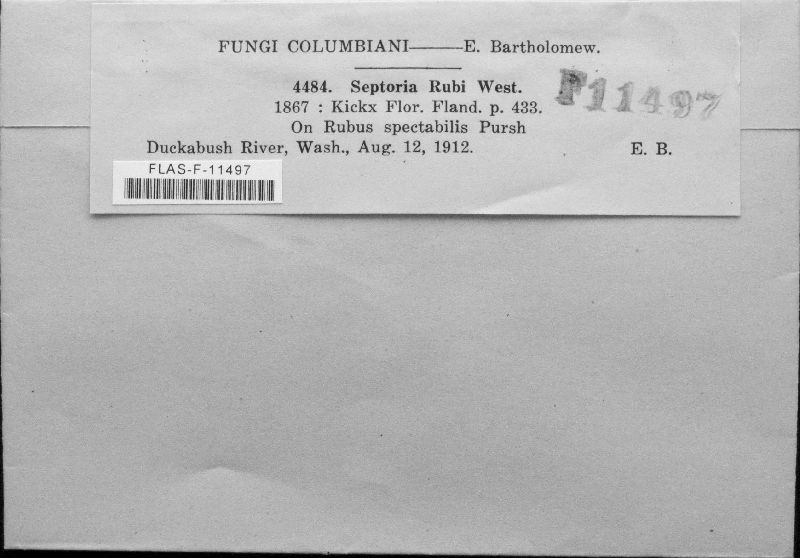 FUNGI COLUMBIANI———E. Bartholomew.
4484. Septoria Rubi West.
F11497
1867 : Kickx Flor. Fland. p. 433.
On Rubus spectabilis Pursh
Duckabush River, Wash., Aug. 12, 1912. E. B.
FLAS-F-11497